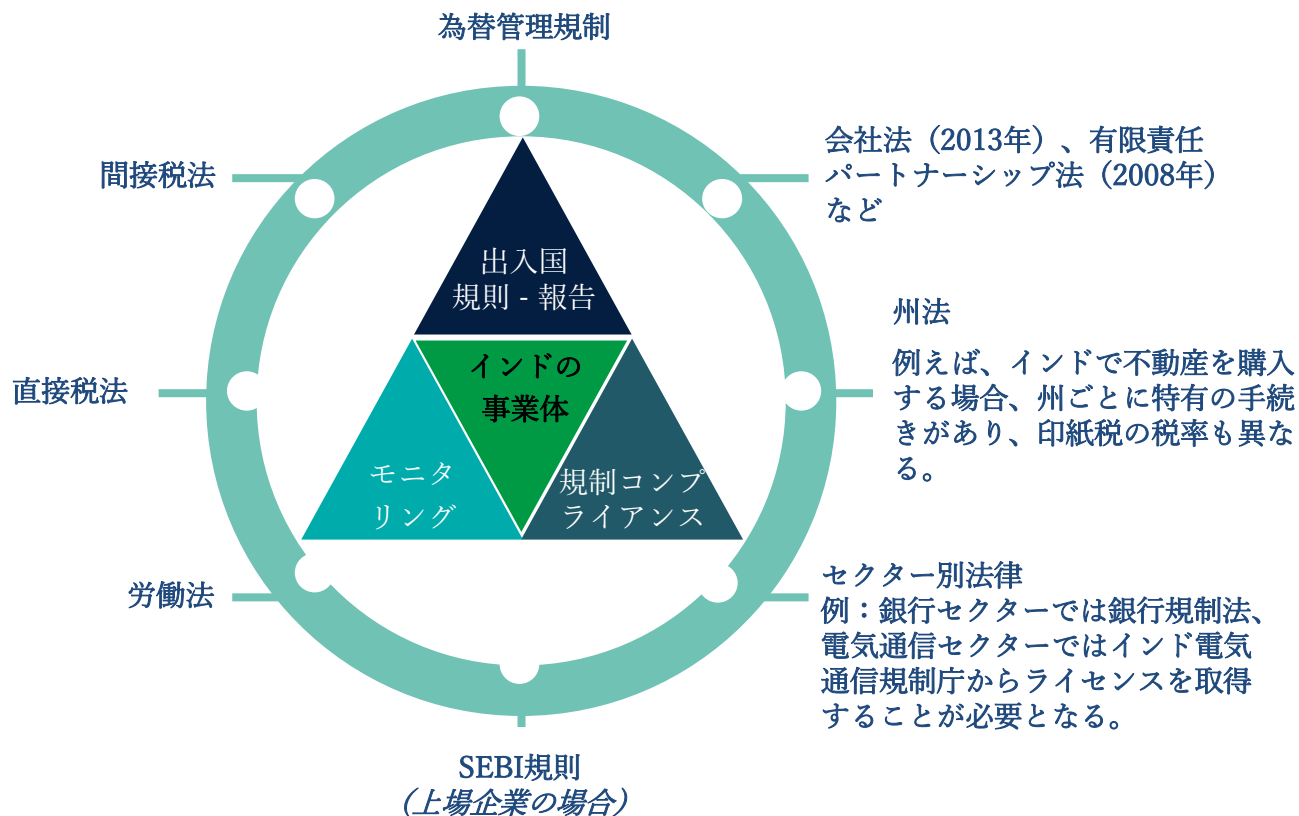 為替管理規制
会社法（2013年）、有限責任
パートナーシップ法（2008年）
など
間接税法
出入国
規則 - 報告
州法
例えば、インドで不動産を購入
する場合、州ごとに特有の手続
きがあり、印紙税の税率も異な
る。
直接税法
インドの
事業体
モニタ
リング
規制コンプ
ライアンス
労働法
セクター別法律
例：銀行セクターでは銀行規制法、
電気通信セクターではインド電気
通信規制庁からライセンスを取得
することが必要となる。
SEBI規則
（上場企業の場合）